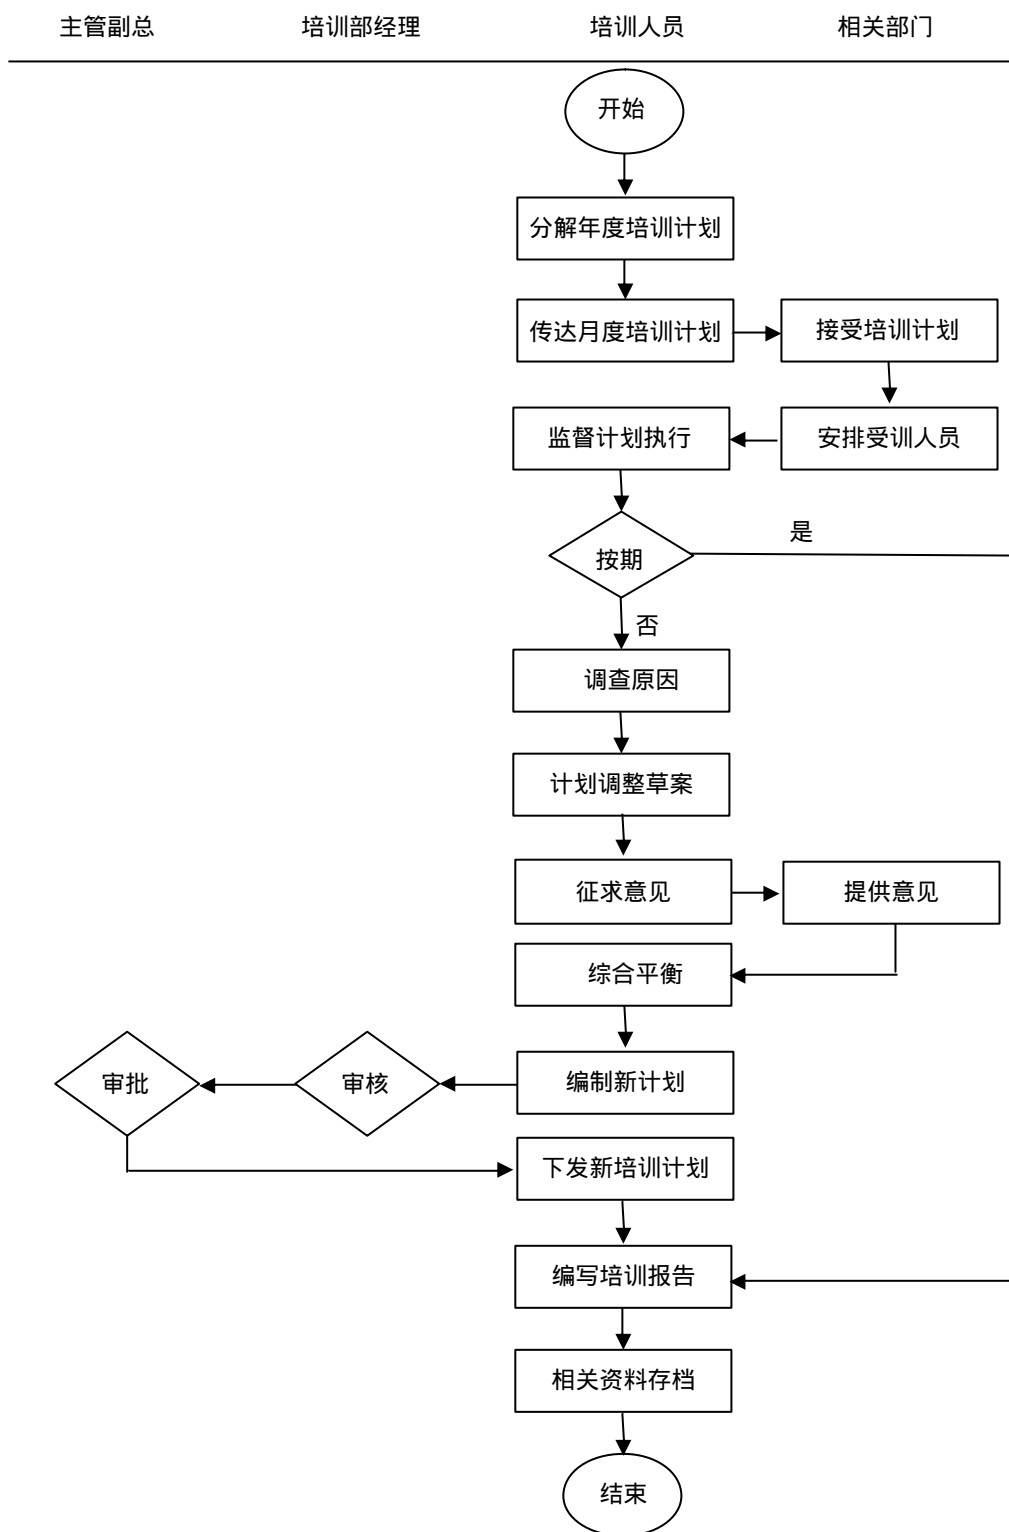 主管副总 培训部经理 培训人员 相关部门
开始
分解年度培训计划
传达月度培训计划 接受培训计划
监督计划执行 安排受训人员
是
按期
否
调查原因
计划调整草案
征求意见 提供意见
综合平衡
审批 审核 编制新计划
下发新培训计划
编写培训报告
相关资料存档
结束